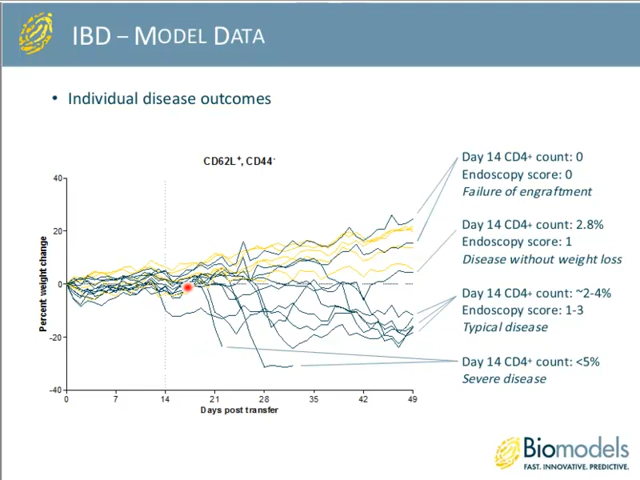 IBD – MODEL DATA
• Individual disease outcomes
CD62L+, CD44-
Percent weight change
40
20
0
-20
-40
0 7 14 21 28 35 42 49
Days post transfer
Day 14 CD4+ count: 0
Endoscopy score: 0
Failure of engraftment
Day 14 CD4+ count: 2.8%
Endoscopy score: 1
Disease without weight loss
Day 14 CD4+ count: ~2-4%
Endoscopy score: 1-3
Typical disease
Day 14 CD4+ count: <5%
Severe disease
Biomodels
FAST. INNOVATIVE. PREDICTIVE.